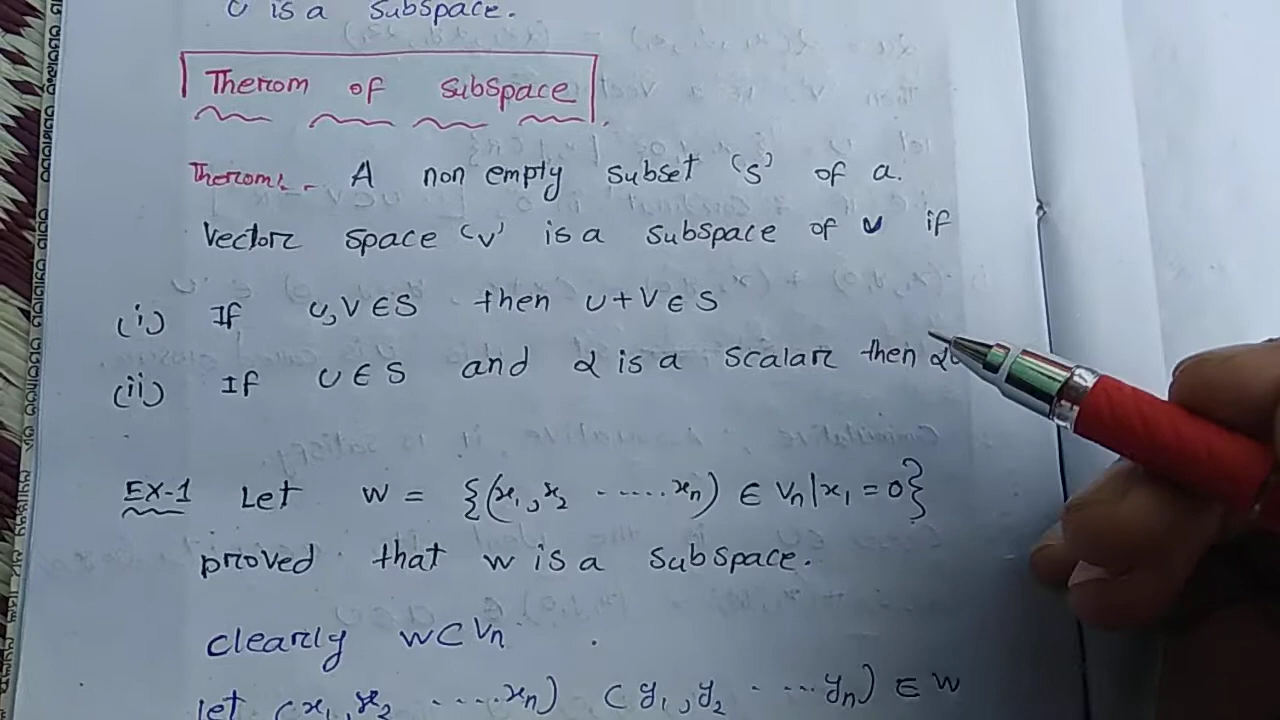 U is a subspace.
Therom of subspace
Therom:- A non empty subset 's' of a.
Vector space 'v' is a subspace of v if
(i) If u,v ∈ S then u+v ∈ S
(ii) If u ∈ S and α is a scalar then α
EX-1 Let w = {(x₁,x₂ ......xₙ) ∈ Vₙ|x₁=0}
proved that w is a subspace.
clearly w⊂Vₙ .
let (x₁,x₂ .....xₙ) (y₁,y₂ .....yₙ) ∈ w